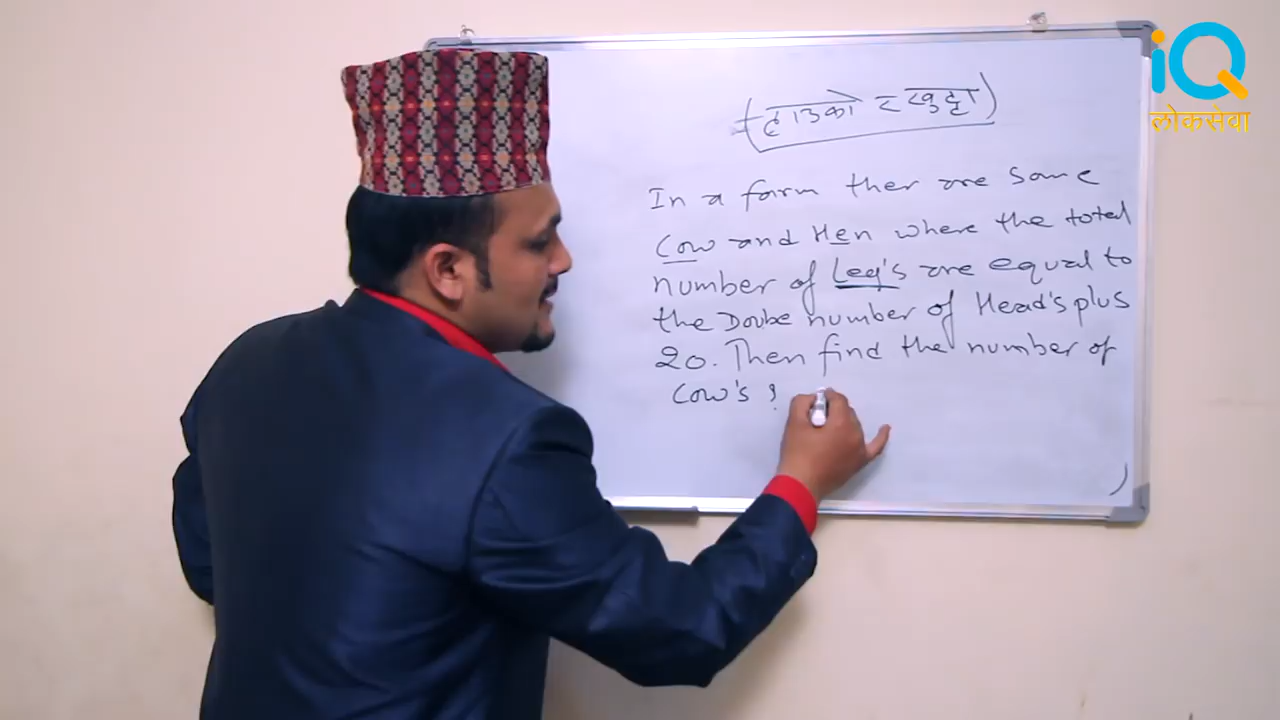 (टाउको र खुट्टा)
In a farm ther are some
Cow and Hen where the total
number of Leg's are equal to
the Doube number of Head's plus
20. Then find the number of
Cow's ?
iQ
लोकसेवा